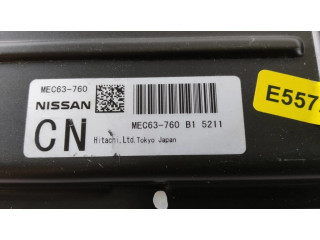 MEC63-760
NISSAN
MEC63-760 B1 5211
CN
Hitachi,Ltd.Tokyo Japan
E557